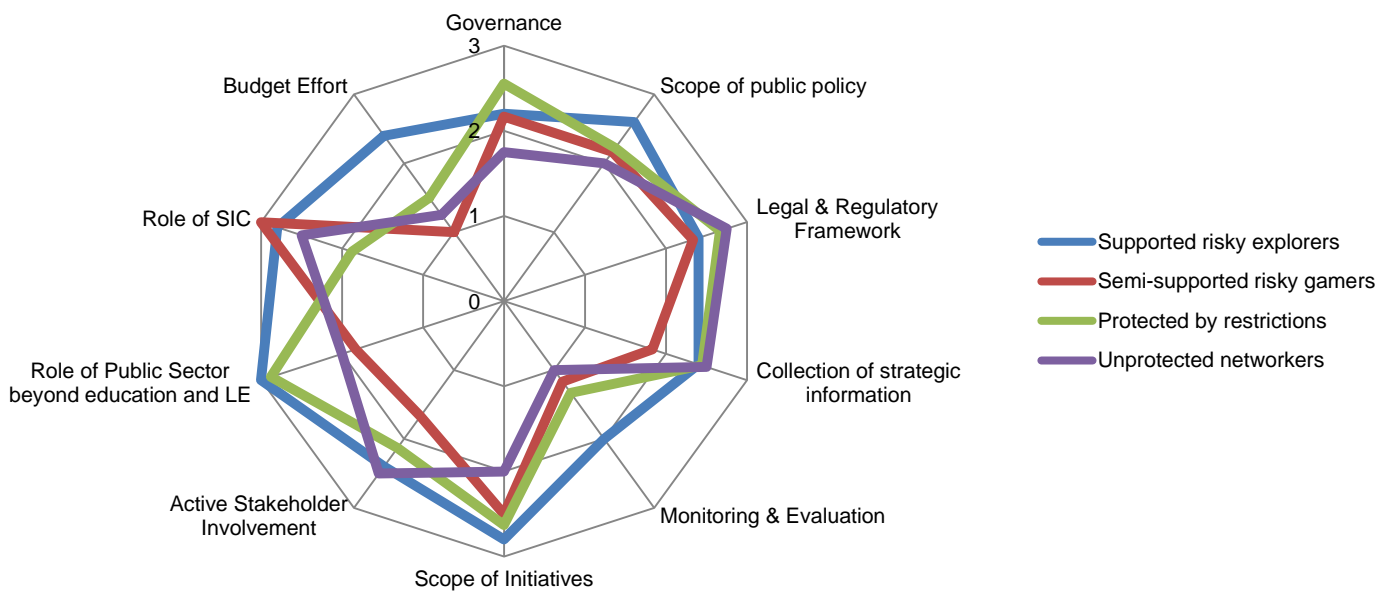 Governance
3
Budget Effort
Scope of public policy
2
Role of SIC
Legal & Regulatory
Framework
1
Supported risky explorers
Semi-supported risky gamers
0
Protected by restrictions
Unprotected networkers
Role of Public Sector
beyond education and LE
Collection of strategic
information
Active Stakeholder
Involvement
Monitoring & Evaluation
Scope of Initiatives